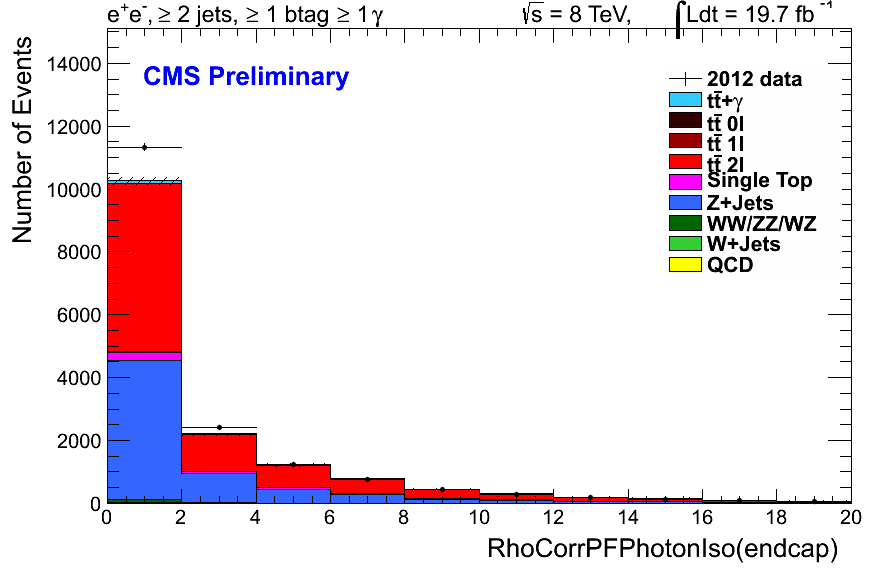 e⁺e⁻, ≥ 2 jets, ≥ 1 btag ≥ 1 γ
√s = 8 TeV, ∫Ldt = 19.7 fb⁻¹
CMS Preliminary
Number of Events
14000
12000
10000
8000
6000
4000
2000
0
2012 data
tt̄+γ
tt̄ 0l
tt̄ 1l
tt̄ 2l
Single Top
Z+Jets
WW/ZZ/WZ
W+Jets
QCD
0 2 4 6 8 10 12 14 16 18 20
RhoCorrPFPhotonIso(endcap)